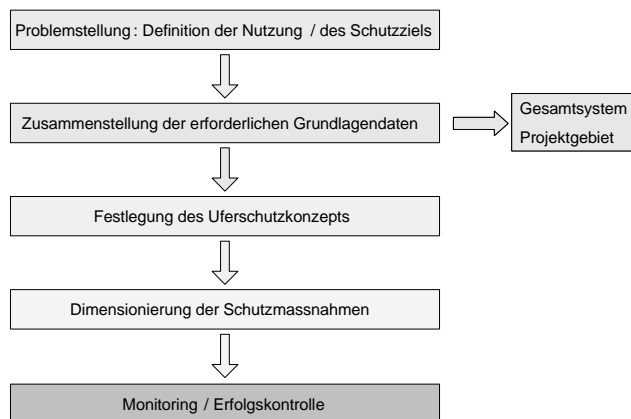 Problemstellung : Definition der Nutzung / des Schutzziels
Zusammenstellung der erforderlichen Grundlagendaten
Gesamtsystem
Projektgebiet
Festlegung des Uferschutzkonzepts
Dimensionierung der Schutzmassnahmen
Monitoring / Erfolgskontrolle